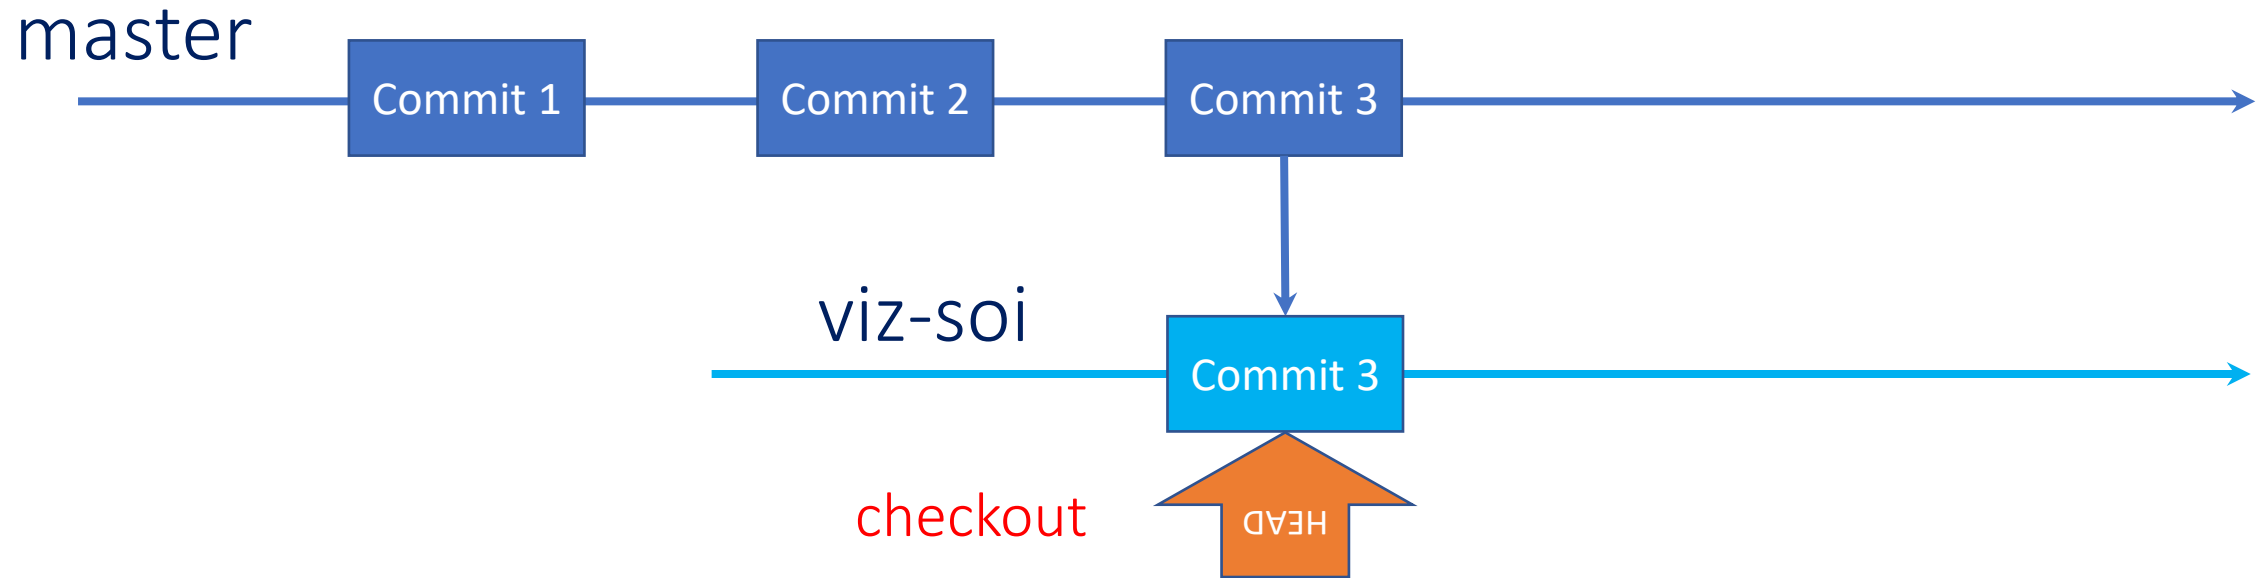 master
Commit 1
Commit 2
Commit 3
viz-soi
Commit 3
checkout
HEAD